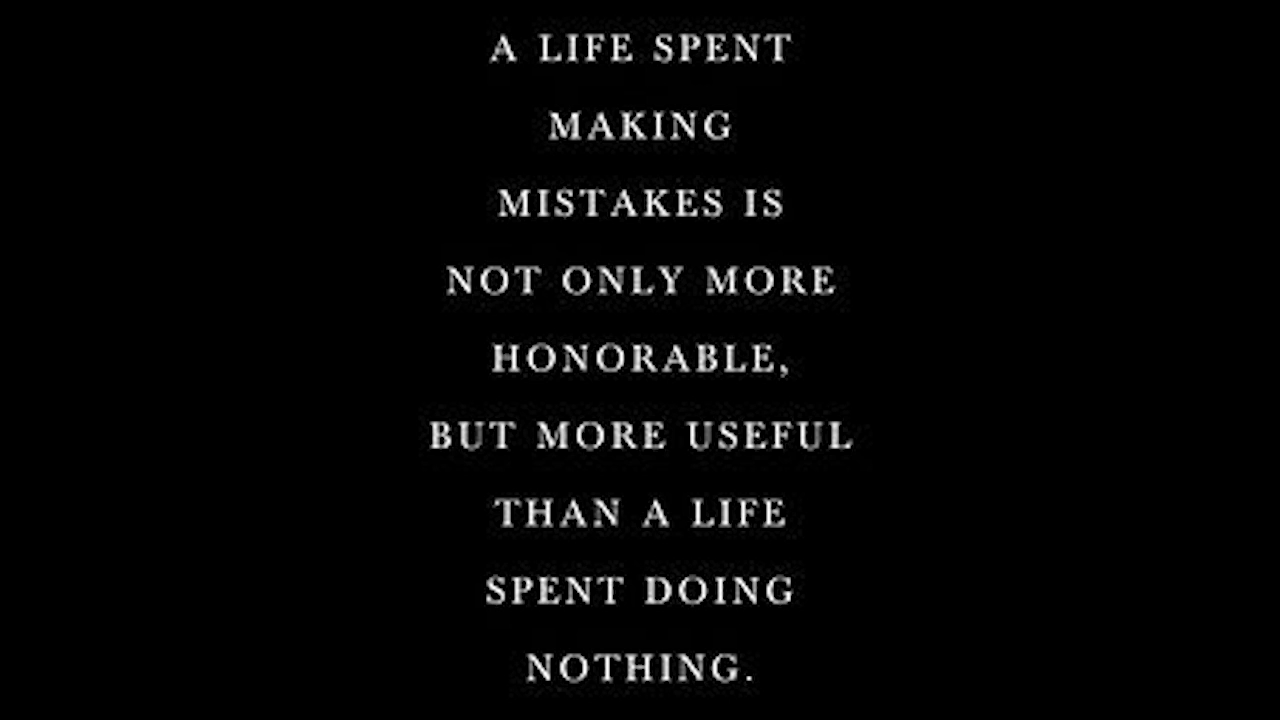 A LIFE SPENT
MAKING
MISTAKES IS
NOT ONLY MORE
HONORABLE,
BUT MORE USEFUL
THAN A LIFE
SPENT DOING
NOTHING.